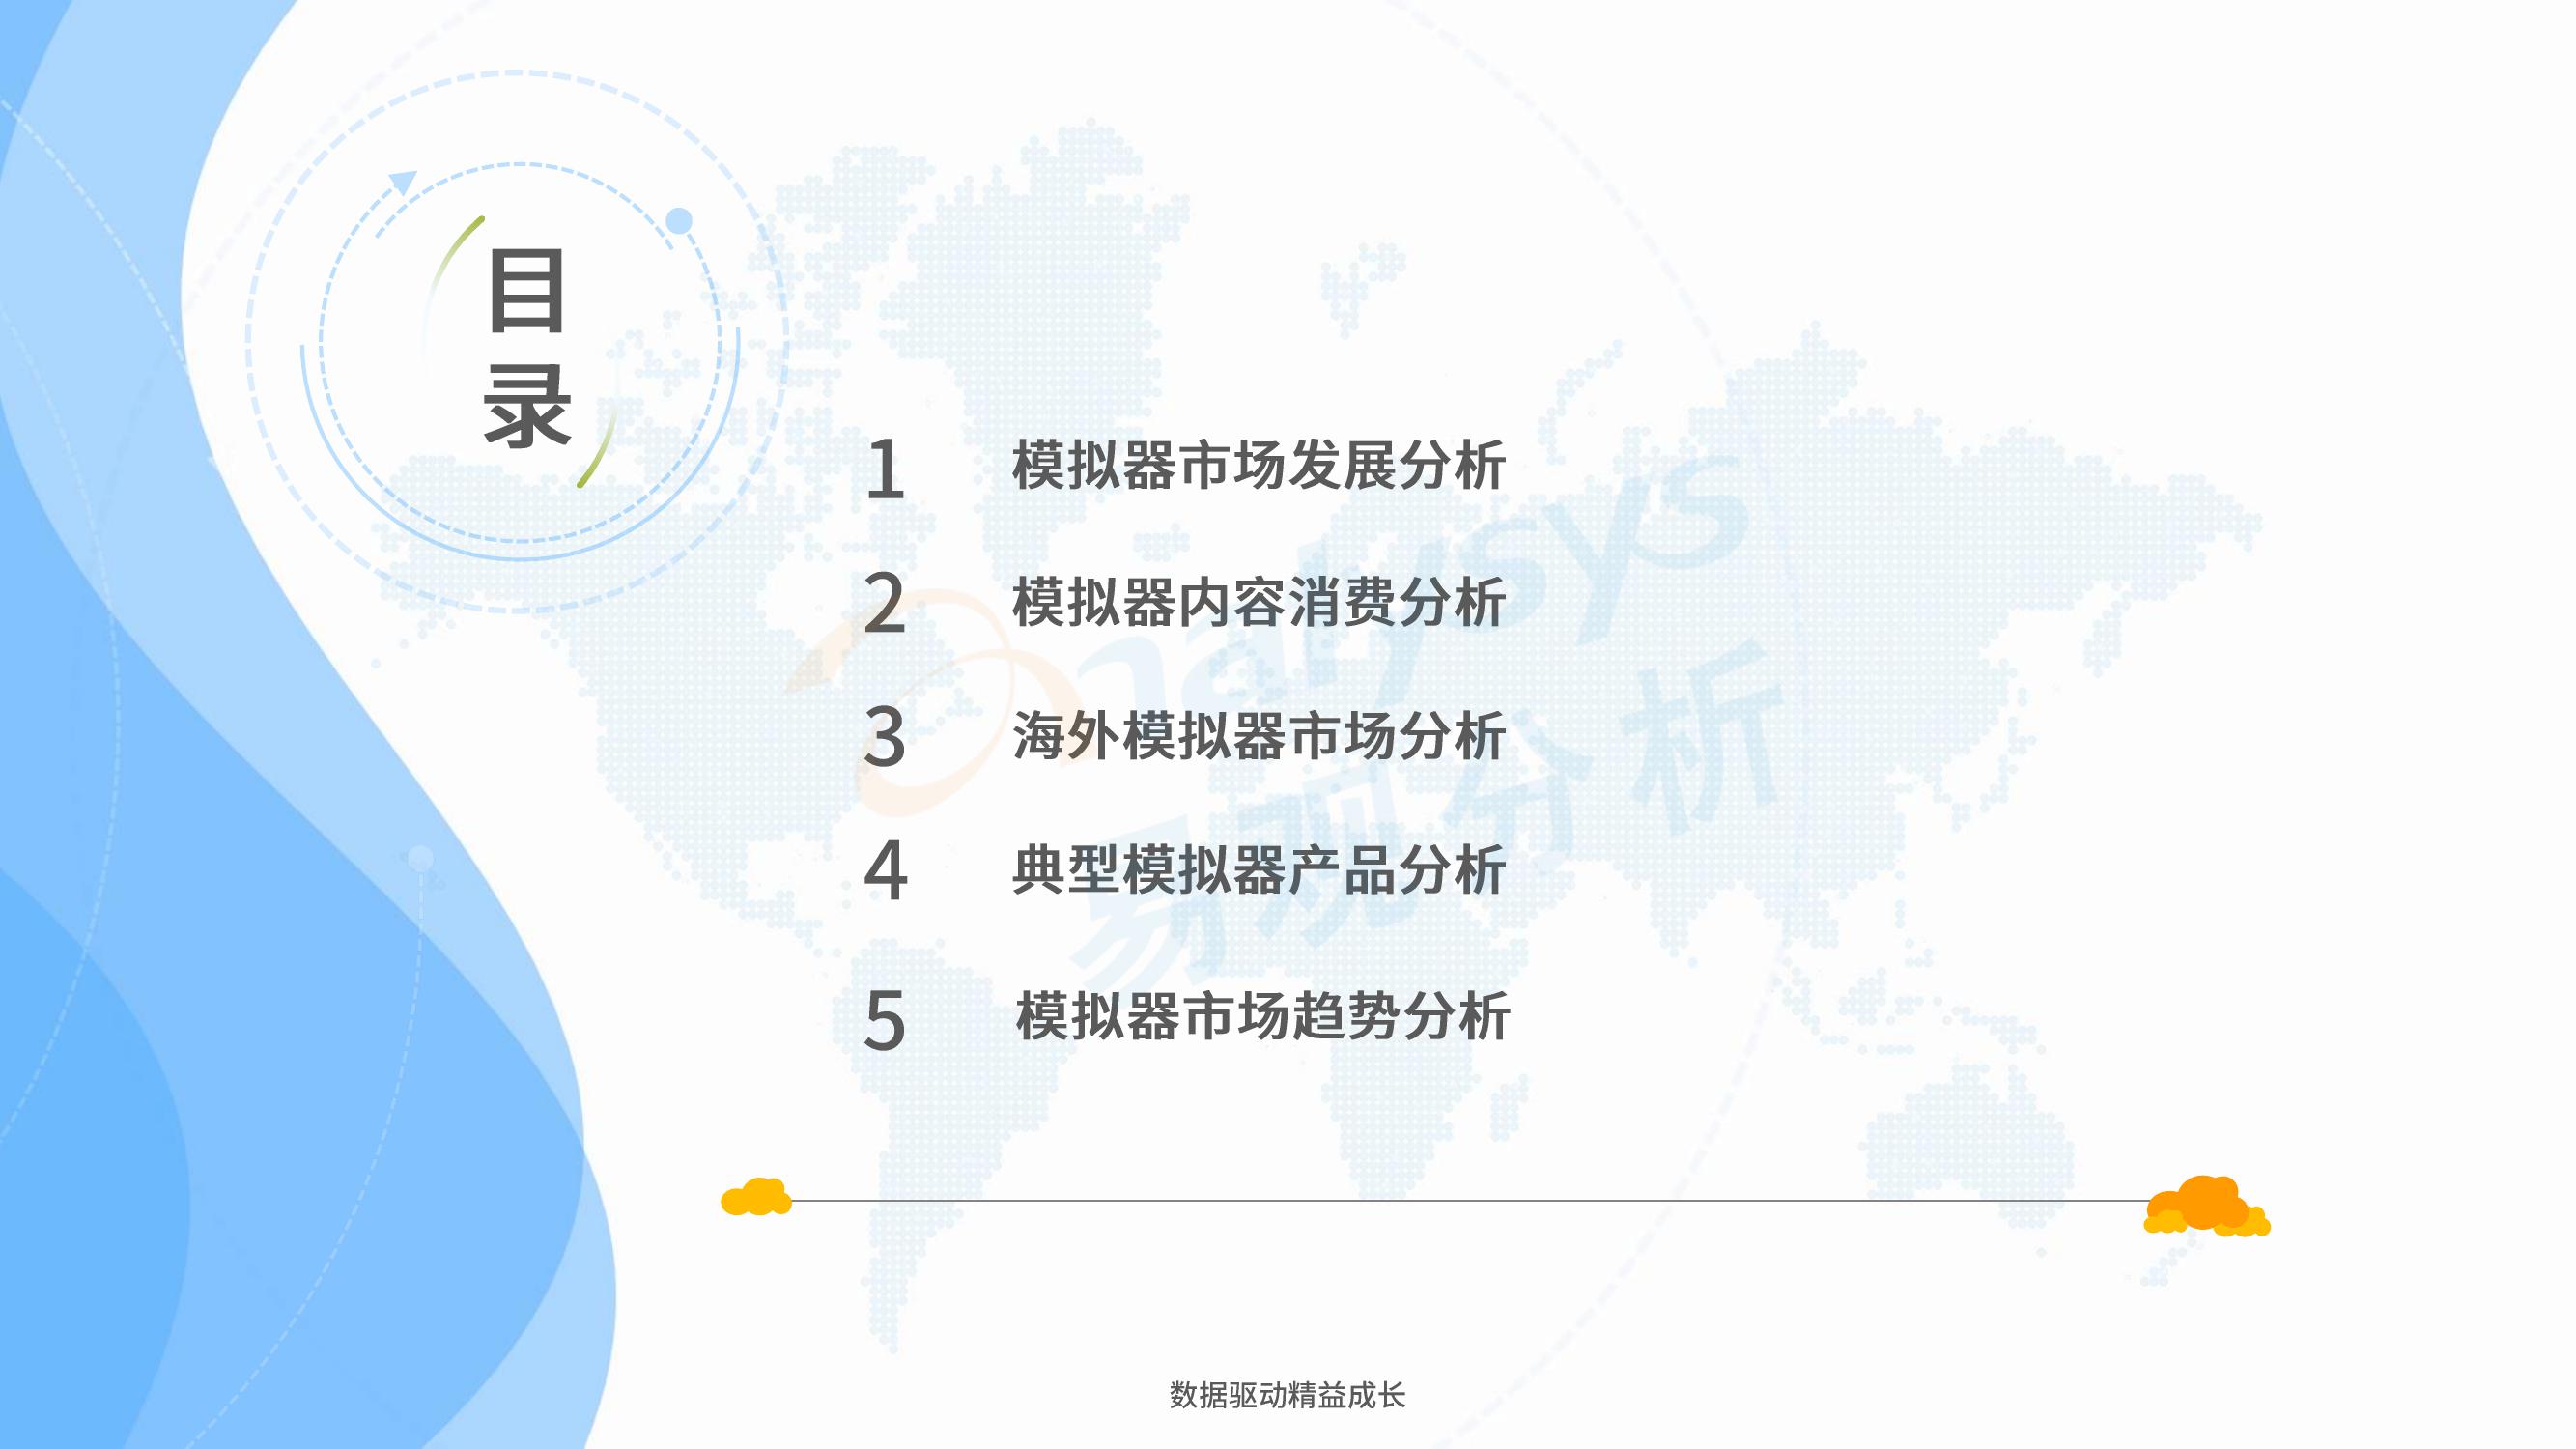 目
录
1 模拟器市场发展分析
2 模拟器内容消费分析
3 海外模拟器市场分析
4 典型模拟器产品分析
5 模拟器市场趋势分析
nalysys
易观分析
数据驱动精益成长